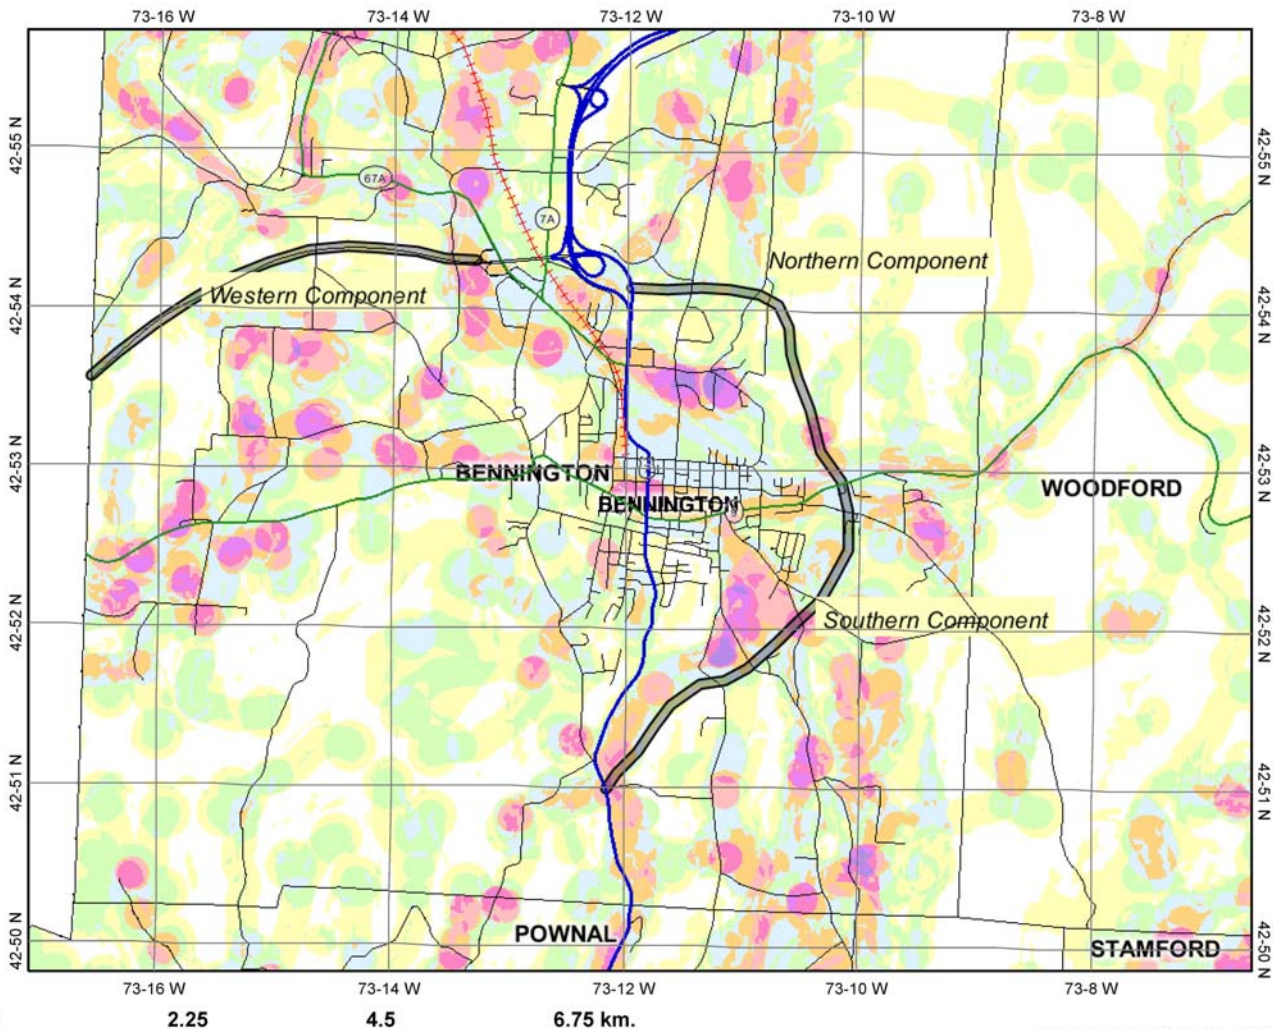 73-16 W 73-14 W 73-12 W 73-10 W 73-8 W
42-55 N
42-55 N
67A
7A
Northern Component
42-54 N
Western Component
42-54 N
42-53 N
BENNINGTON
42-53 N
WOODFORD
BENNINGTON
9
42-52 N
Southern Component
42-52 N
42-51 N
42-51 N
42-50 N
POWNAL
42-50 N
STAMFORD
73-16 W 73-14 W 73-12 W 73-10 W 73-8 W
2.25 4.5 6.75 km.